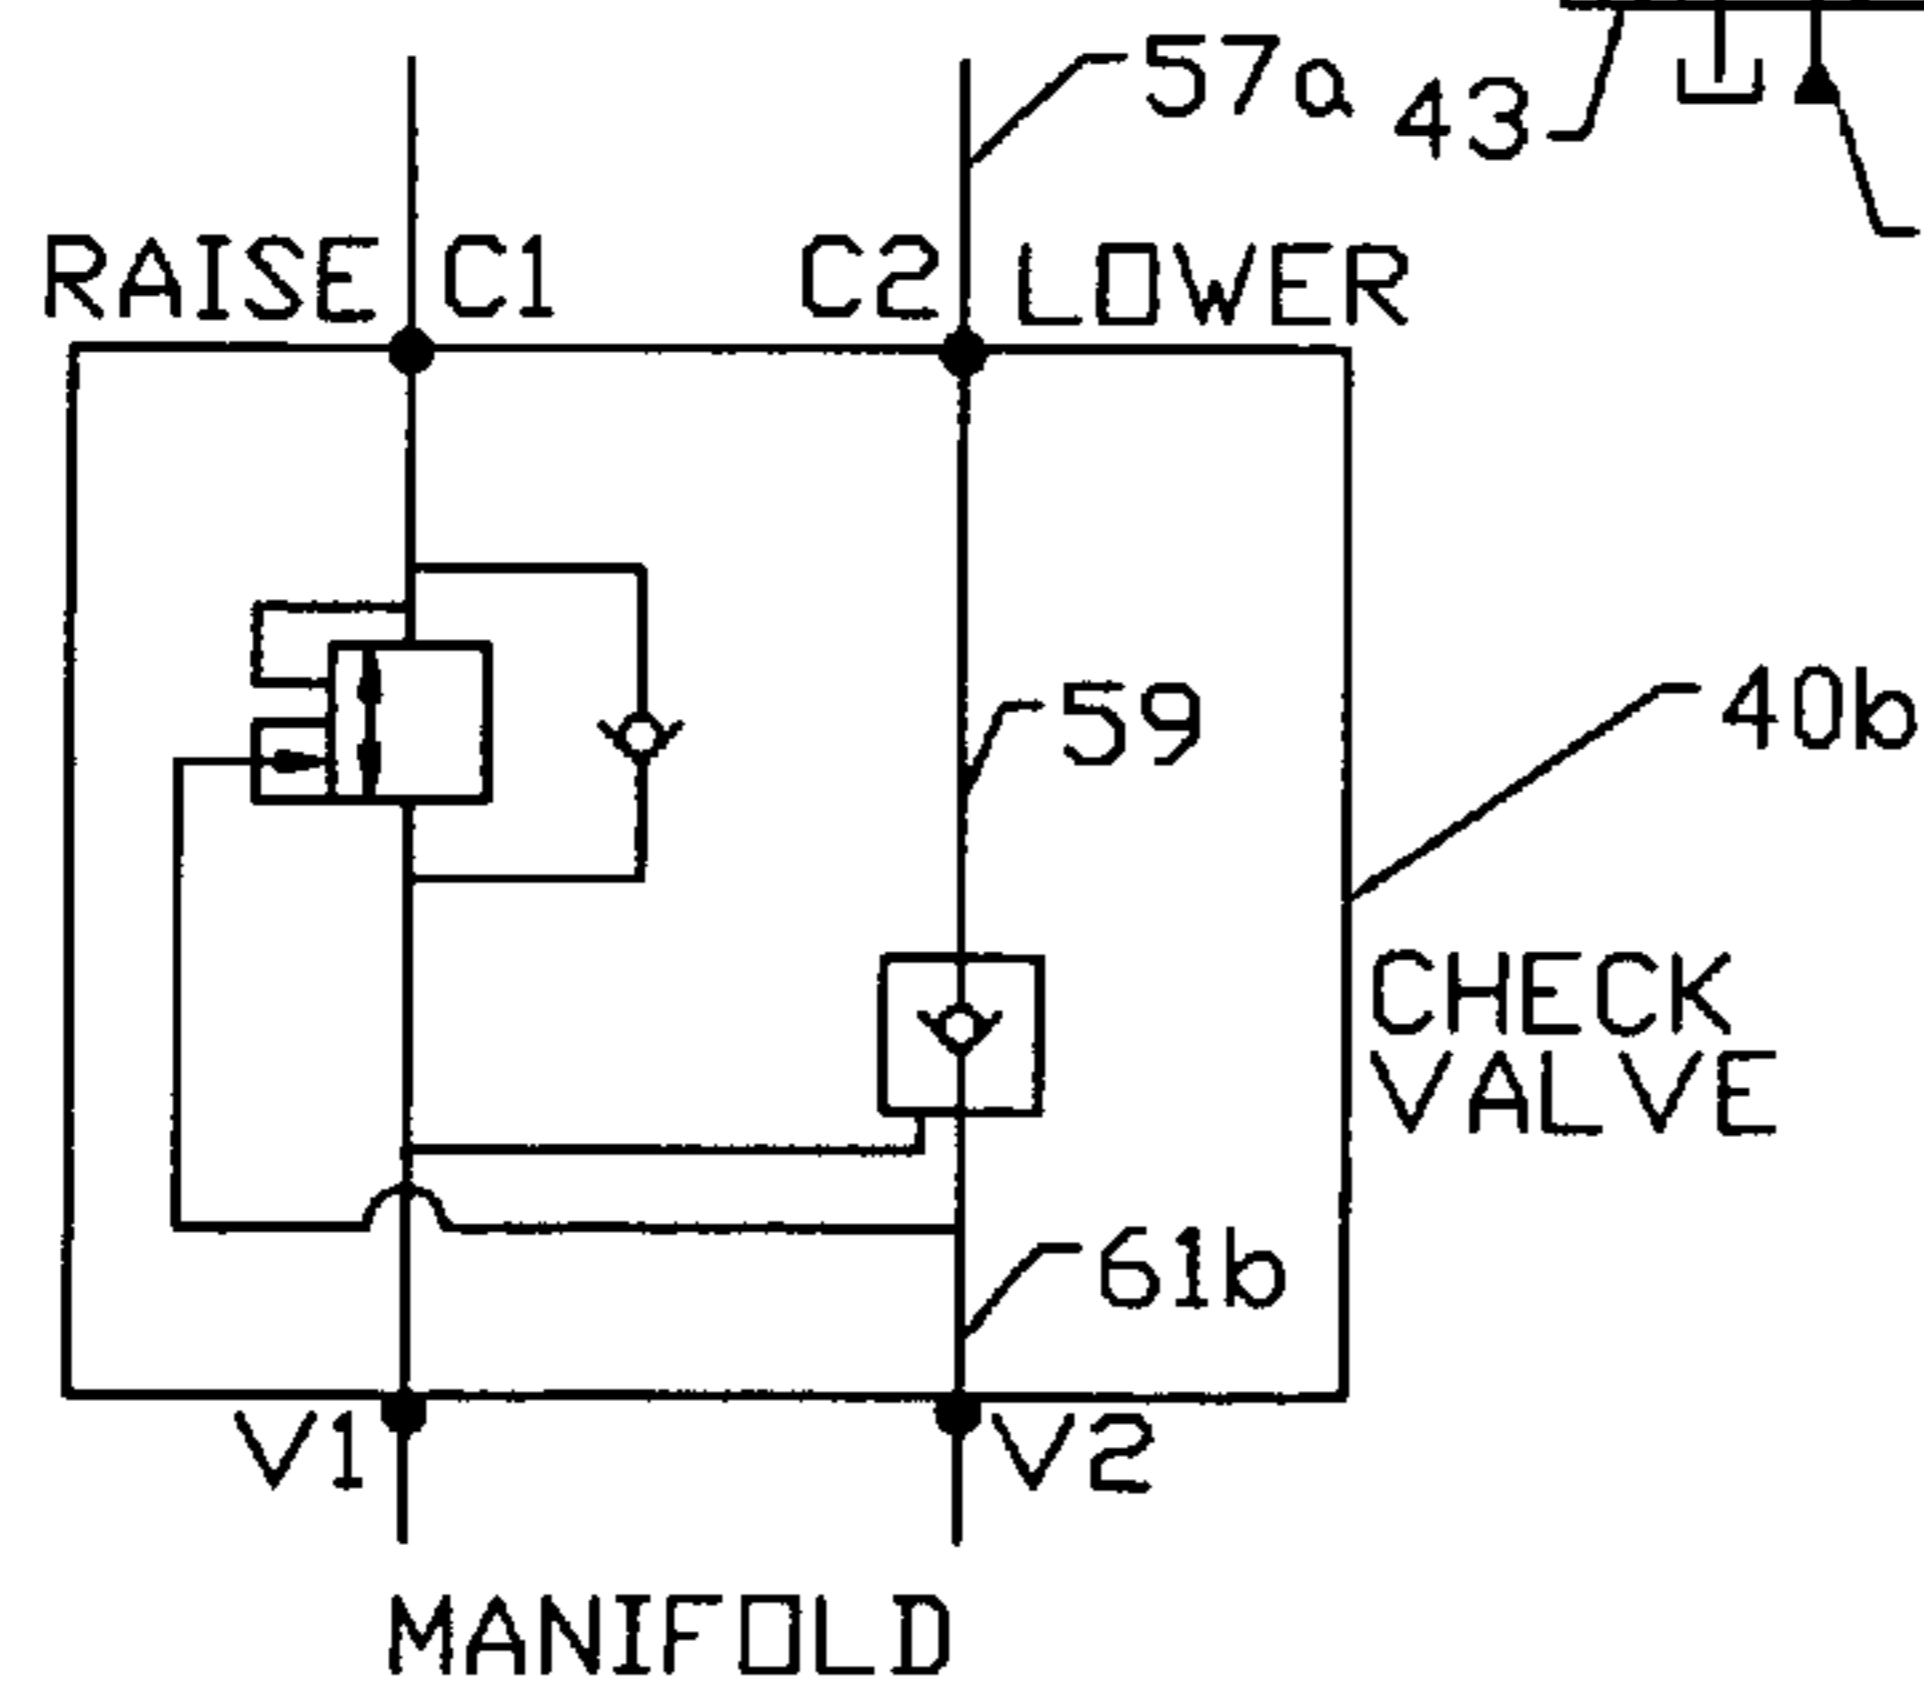 57a
43
RAISE C1
C2 LOWER
59
40b
CHECK
VALVE
61b
V1
V2
MANIFOLD